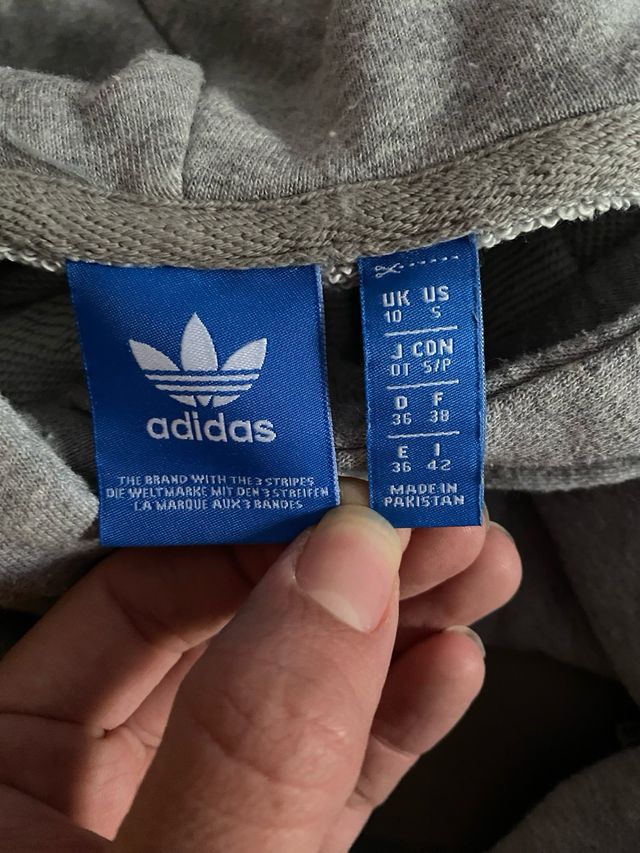 adidas
THE BRAND WITH THE 3 STRIPES
DIE WELTMARKE MIT DEN 3 STREIFEN
LA MARQUE AUX 3 BANDES
UK US
10 S
J CDN
OT S/P
D F
36 38
E I
36 42
MADE IN
PAKISTAN